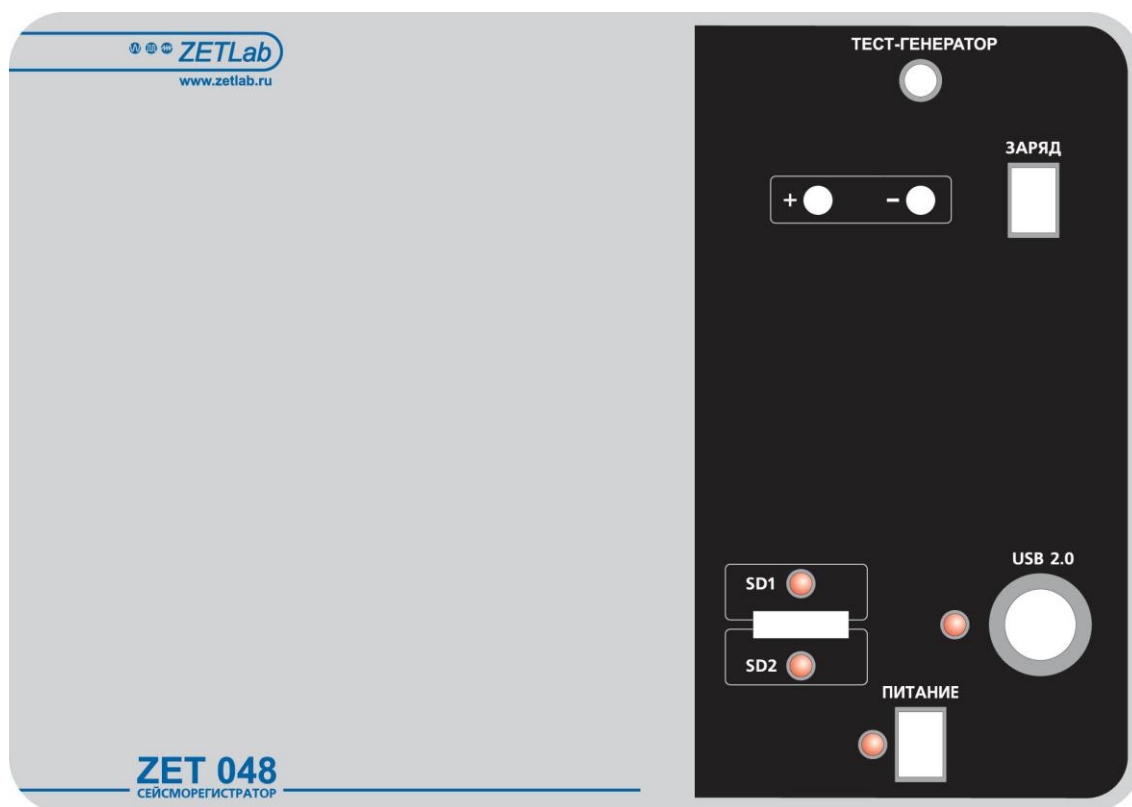 ZETLab
www.zetlab.ru
ТЕСТ-ГЕНЕРАТОР
ЗАРЯД
+ −
USB 2.0
SD1
SD2
ПИТАНИЕ
ZET 048
СЕЙСМОРЕГИСТРАТОР